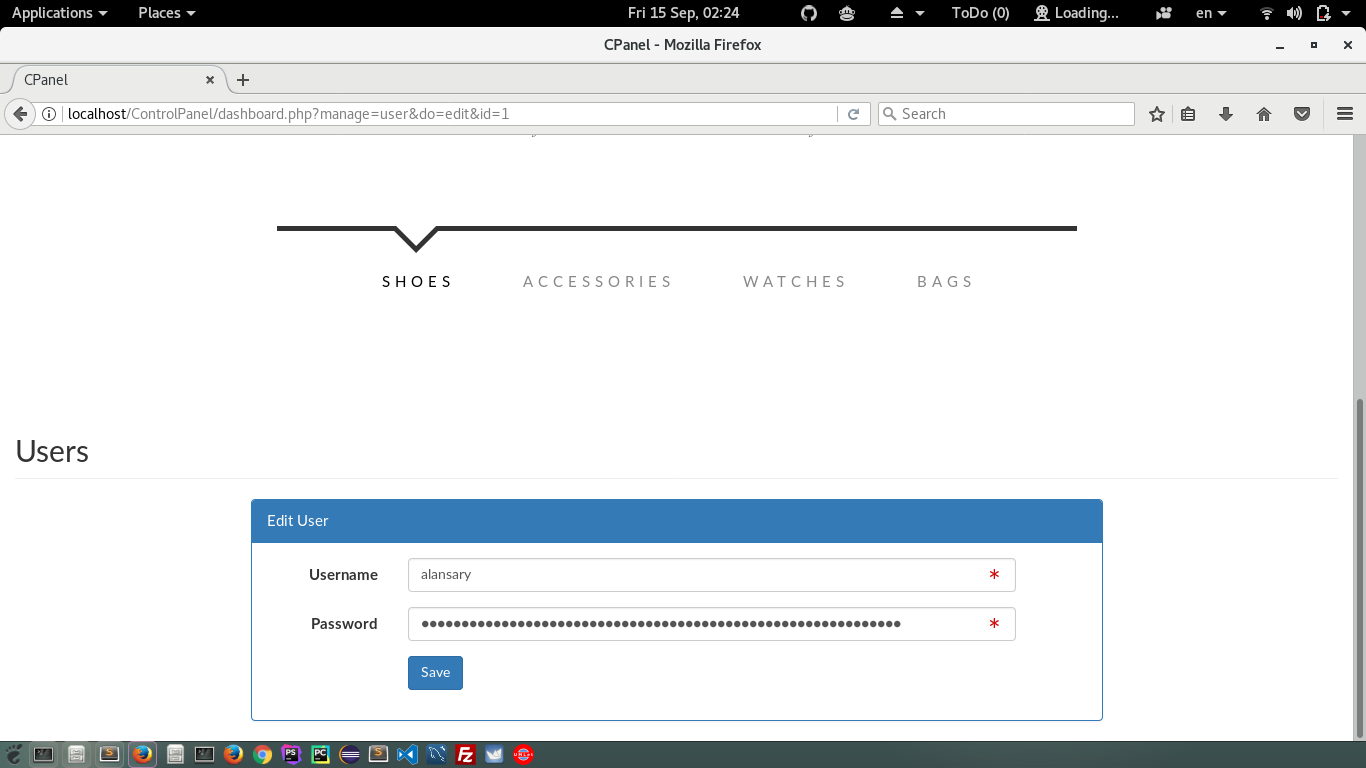 Applications Places Fri 15 Sep, 02:24 ToDo (0) Loading... en
CPanel - Mozilla Firefox
CPanel
localhost/ControlPanel/dashboard.php?manage=user&do=edit&id=1 Search
SHOES ACCESSORIES WATCHES BAGS
Users
Edit User
Username alansary *
Password ●●●●●●●●●●●●●●●●●●●●●●●●●●●●●●●●●●●●●●●●●●●●●●●●●●●●●●●●●●●● *
Save